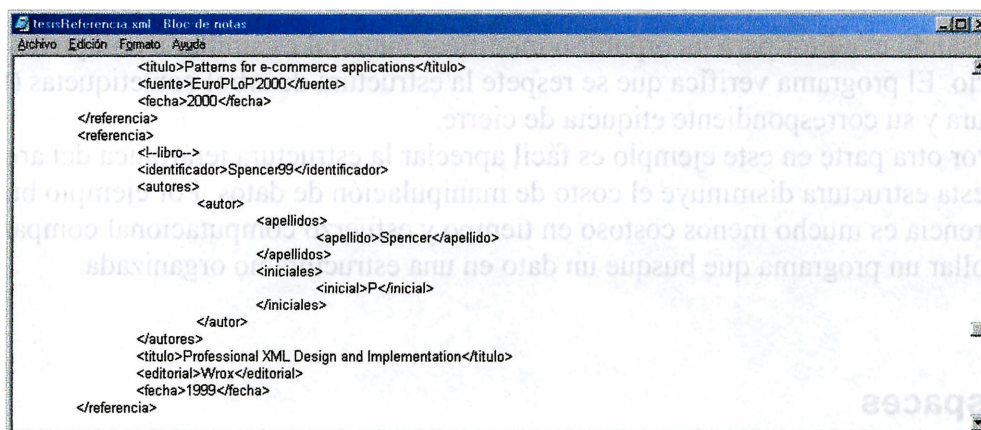 tesisReferencia.xml Bloc de notas
Archivo Edición Formato Ayuda
<titulo>Patterns for e-commerce applications</titulo>
<fuente>EuroPLoP'2000</fuente>
<fecha>2000</fecha>
</referencia>
<referencia>
<!--libro-->
<identificador>Spencer99</identificador>
<autores>
<autor>
<apellidos>
<apellido>Spencer</apellido>
</apellidos>
<iniciales>
<inicial>P</inicial>
</iniciales>
</autor>
</autores>
<titulo>Professional XML Design and Implementation</titulo>
<editorial>Wrox</editorial>
<fecha>1999</fecha>
</referencia>